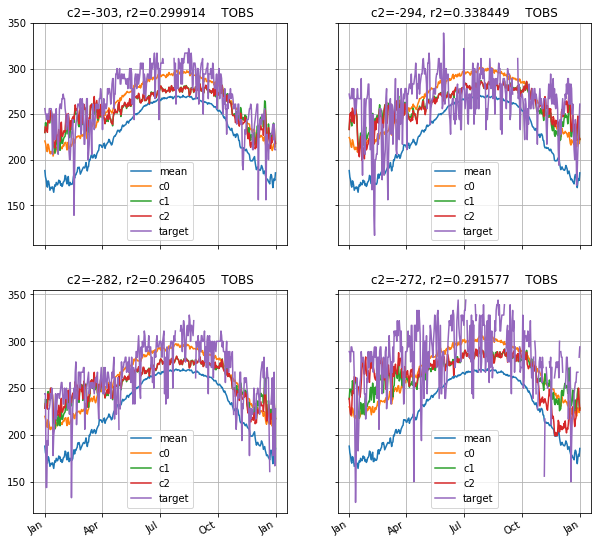 c2=-303, r2=0.299914    TOBS
350
300
250
200
150
mean
c0
c1
c2
target
c2=-294, r2=0.338449    TOBS
mean
c0
c1
c2
target
c2=-282, r2=0.296405    TOBS
350
300
250
200
150
mean
c0
c1
c2
target
Jan
Apr
Jul
Oct
Jan
c2=-272, r2=0.291577    TOBS
mean
c0
c1
c2
target
Jan
Apr
Jul
Oct
Jan